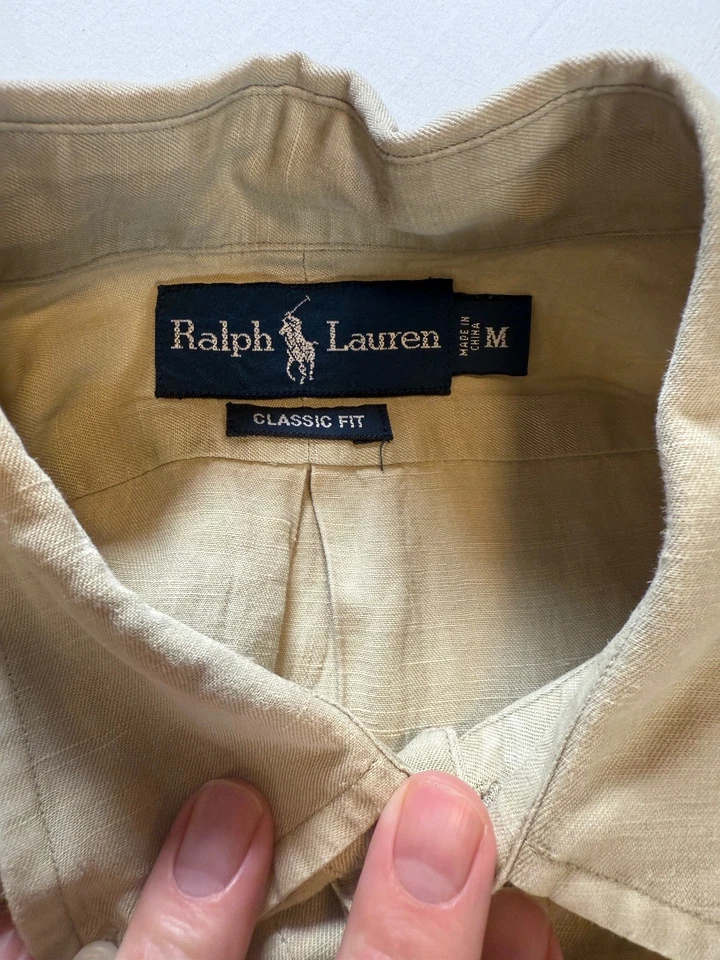 Ralph Lauren
MADE IN
CHINA
M
CLASSIC FIT